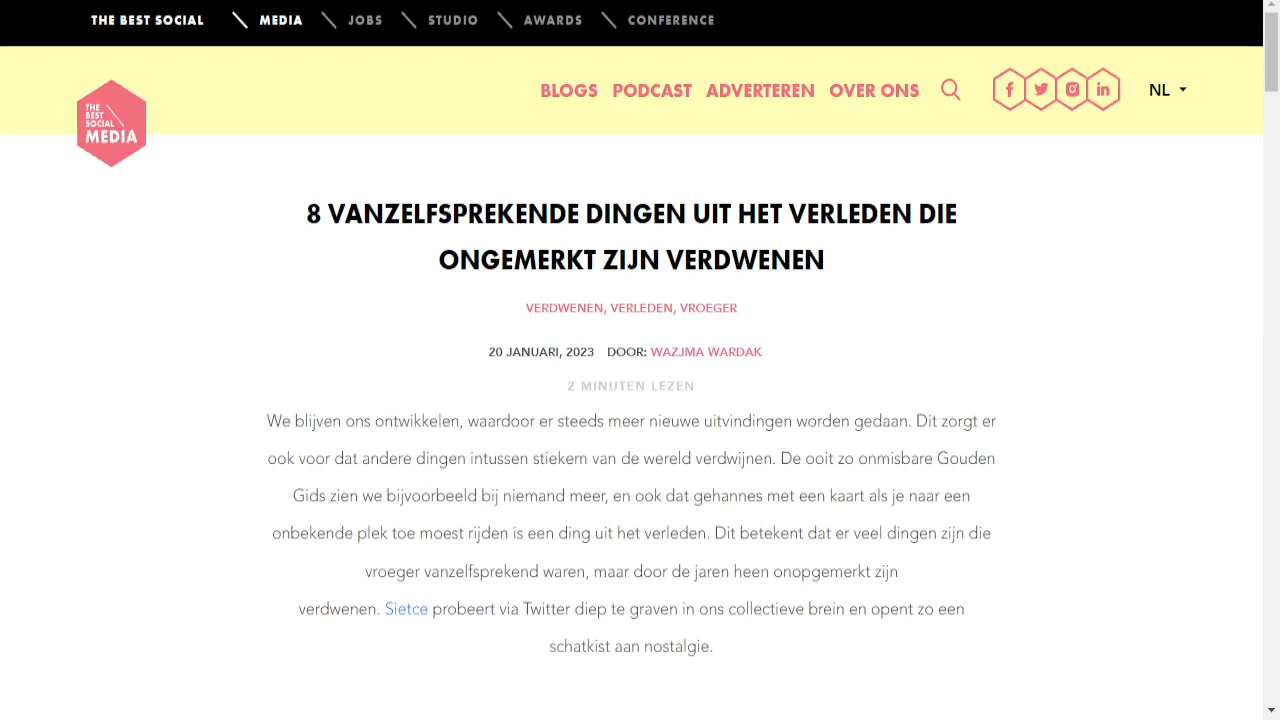 THE BEST SOCIAL MEDIA JOBS STUDIO AWARDS CONFERENCE
BLOGS PODCAST ADVERTEREN OVER ONS NL
THE
BEST
SOCIAL
MEDIA
8 VANZELFSPREKENDE DINGEN UIT HET VERLEDEN DIE
ONGEMERKT ZIJN VERDWENEN
VERDWENEN, VERLEDEN, VROEGER
20 JANUARI, 2023 DOOR: WAZJMA WARDAK
2 MINUTEN LEZEN
We blijven ons ontwikkelen, waardoor er steeds meer nieuwe uitvindingen worden gedaan. Dit zorgt er
ook voor dat andere dingen intussen stiekem van de wereld verdwijnen. De ooit zo onmisbare Gouden
Gids zien we bijvoorbeeld bij niemand meer, en ook dat gehannes met een kaart als je naar een
onbekende plek toe moest rijden is een ding uit het verleden. Dit betekent dat er veel dingen zijn die
vroeger vanzelfsprekend waren, maar door de jaren heen onopgemerkt zijn
verdwenen. Sietce probeert via Twitter diep te graven in ons collectieve brein en opent zo een
schatkist aan nostalgie.